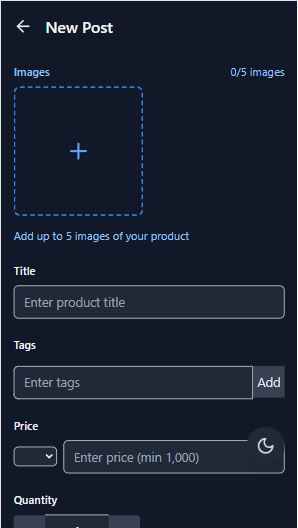 New Post
Images 0/5 images
Add up to 5 images of your product
Title
Enter product title
Tags
Enter tags Add
Price
Enter price (min 1,000)
Quantity